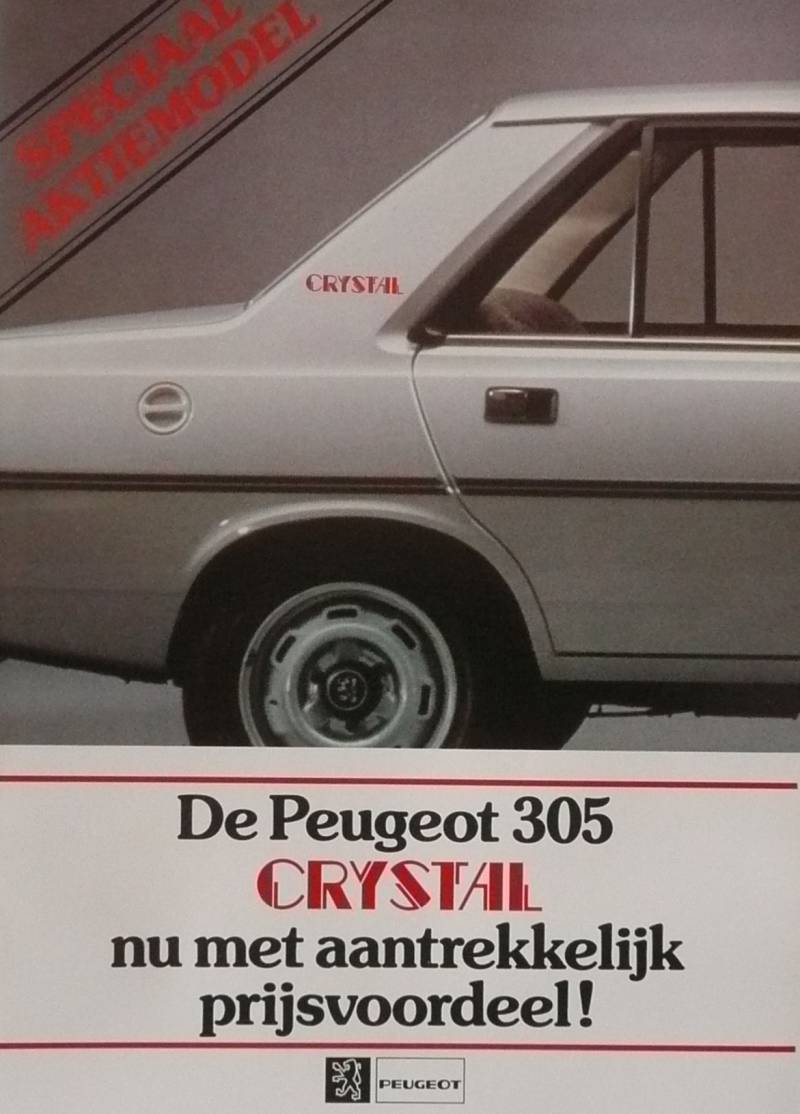 SPECIAAL
AKTIEMODEL
CRYSTAL
De Peugeot 305
CRYSTAL
nu met aantrekkelijk
prijsvoordeel!
PEUGEOT